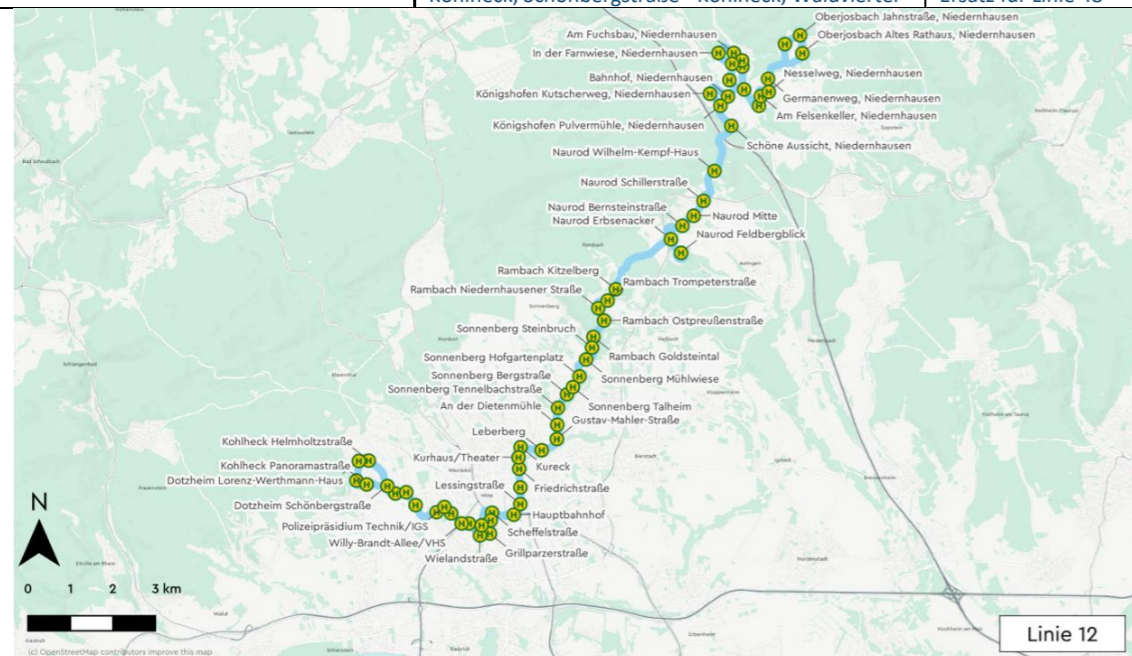 Oberjosbach Jahnstraße, Niedernhausen
Am Fuchsbau, Niedernhausen
Oberjosbach Altes Rathaus, Niedernhausen
In der Farnwiese, Niedernhausen
Nesselweg, Niedernhausen
Bahnhof, Niedernhausen
Königshofen Kutscherweg, Niedernhausen
Germanenweg, Niedernhausen
Am Felsenkeller, Niedernhausen
Königshofen Pulvermühle, Niedernhausen
Schöne Aussicht, Niedernhausen
Naurod Wilhelm-Kempf-Haus
Naurod Schillerstraße
Naurod Bernsteinstraße
Naurod Mitte
Naurod Erbsenacker
Naurod Feldbergblick
Rambach
Rambach Kitzelberg
Rambach Trompeterstraße
Rambach Niedernhausener Straße
Sonnenberg
Rambach Ostpreußenstraße
Sonnenberg Steinbruch
Rambach Goldsteintal
Sonnenberg Hofgartenplatz
Sonnenberg Mühlwiese
Sonnenberg Bergstraße
Sonnenberg Tennelbachstraße
Sonnenberg Talheim
An der Dietenmühle
Gustav-Mahler-Straße
Leberberg
Kohlheck Helmholtzstraße
Kurhaus/Theater
Kureck
Bierstadt
Kohlheck Panoramastraße
Dotzheim Lorenz-Werthmann-Haus
Lessingstraße
Friedrichstraße
Frauenstein
Dotzheim Schönbergstraße
Hauptbahnhof
Polizeipräsidium Technik/IGS
Scheffelstraße
Willy-Brandt-Allee/VHS
Grillparzerstraße
Wielandstraße
N
0 1 2 3 km
Linie 12
(c) OpenStreetMap contributors improve this map